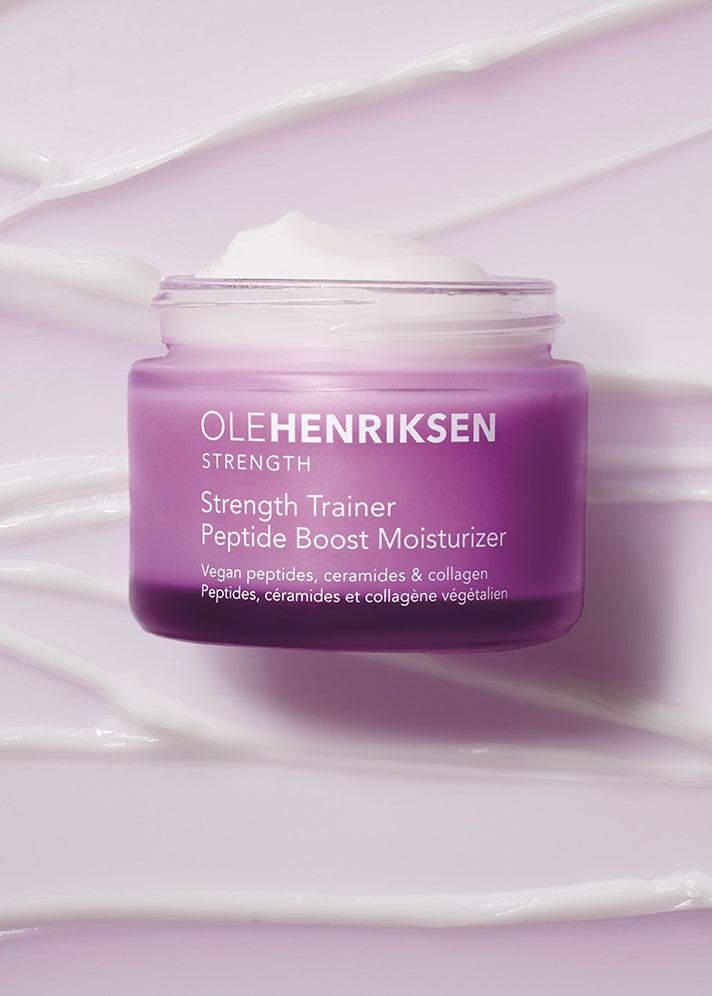 OLEHENRIKSEN
STRENGTH
Strength Trainer
Peptide Boost Moisturizer
Vegan peptides, ceramides & collagen
Peptides, céramides et collagène végétalien